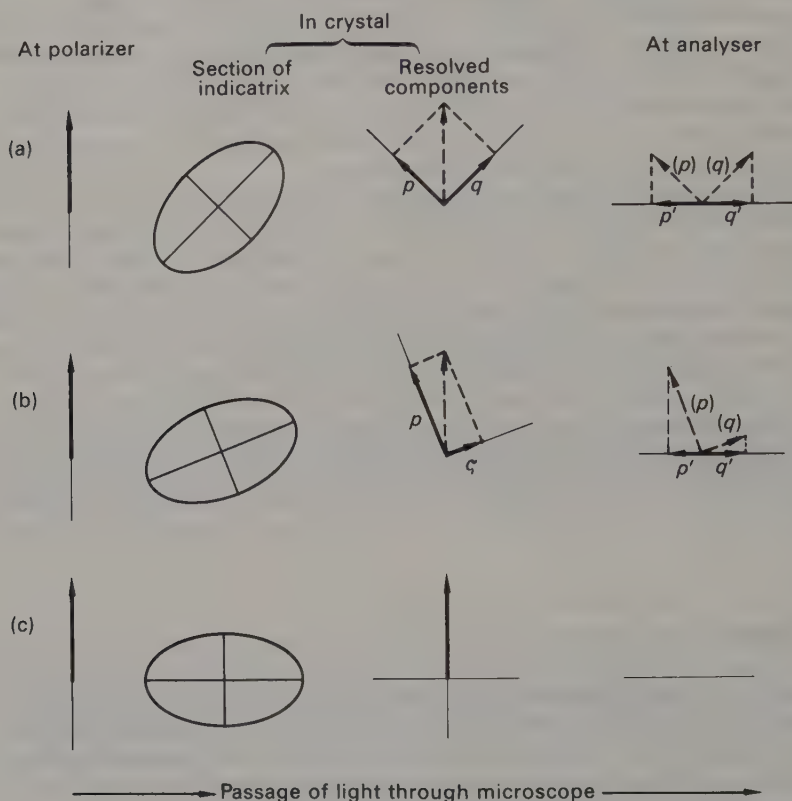 In crystal
At polarizer
At analyser
Section of indicatrix
Resolved components
(a)
p
q
(p)
(q)
p'
q'
(b)
p
(p)
(q)
p'
q'
(c)
Passage of light through microscope